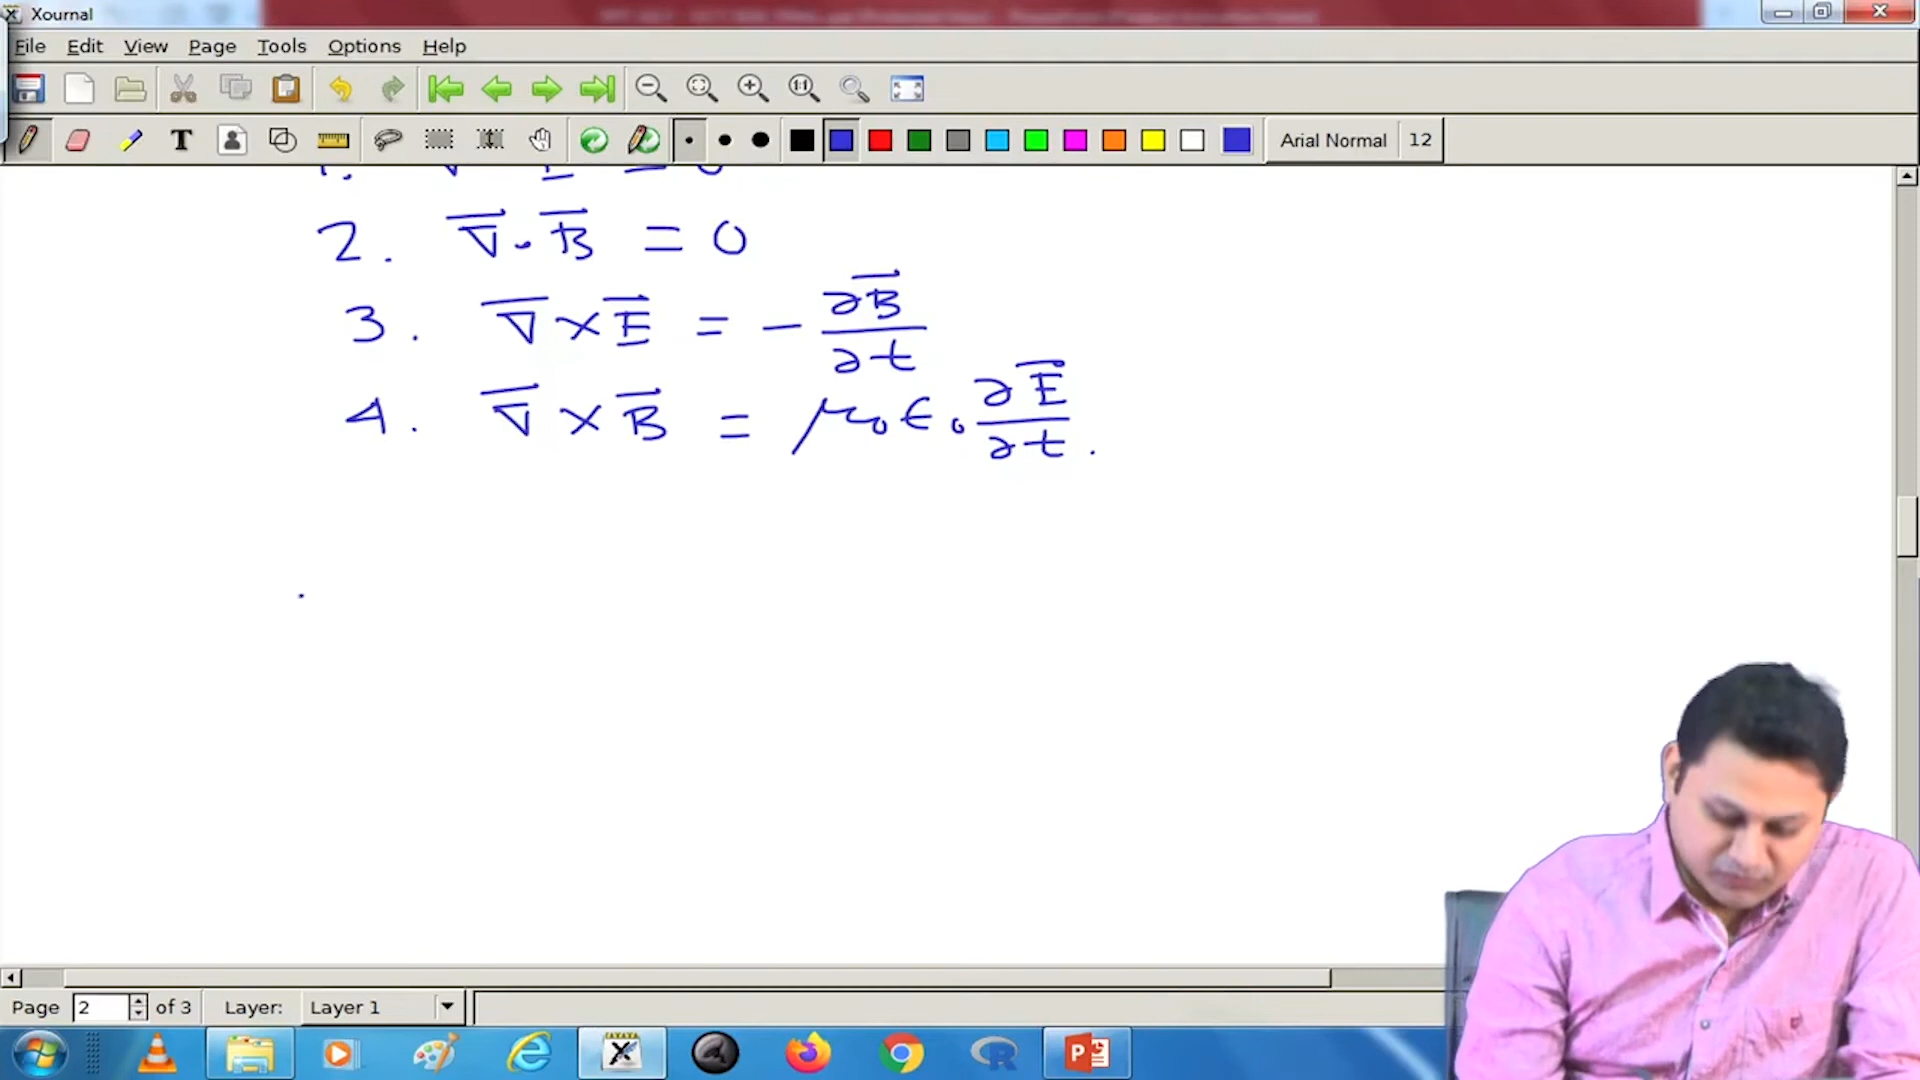 Xournal
File Edit View Page Tools Options Help
T Arial Normal 12
2. ∇⃗·B⃗ = 0
3. ∇⃗×E⃗ = -∂B⃗/∂t
4. ∇⃗×B⃗ = μ₀ε₀ ∂E⃗/∂t.
Page 2 of 3 Layer: Layer 1